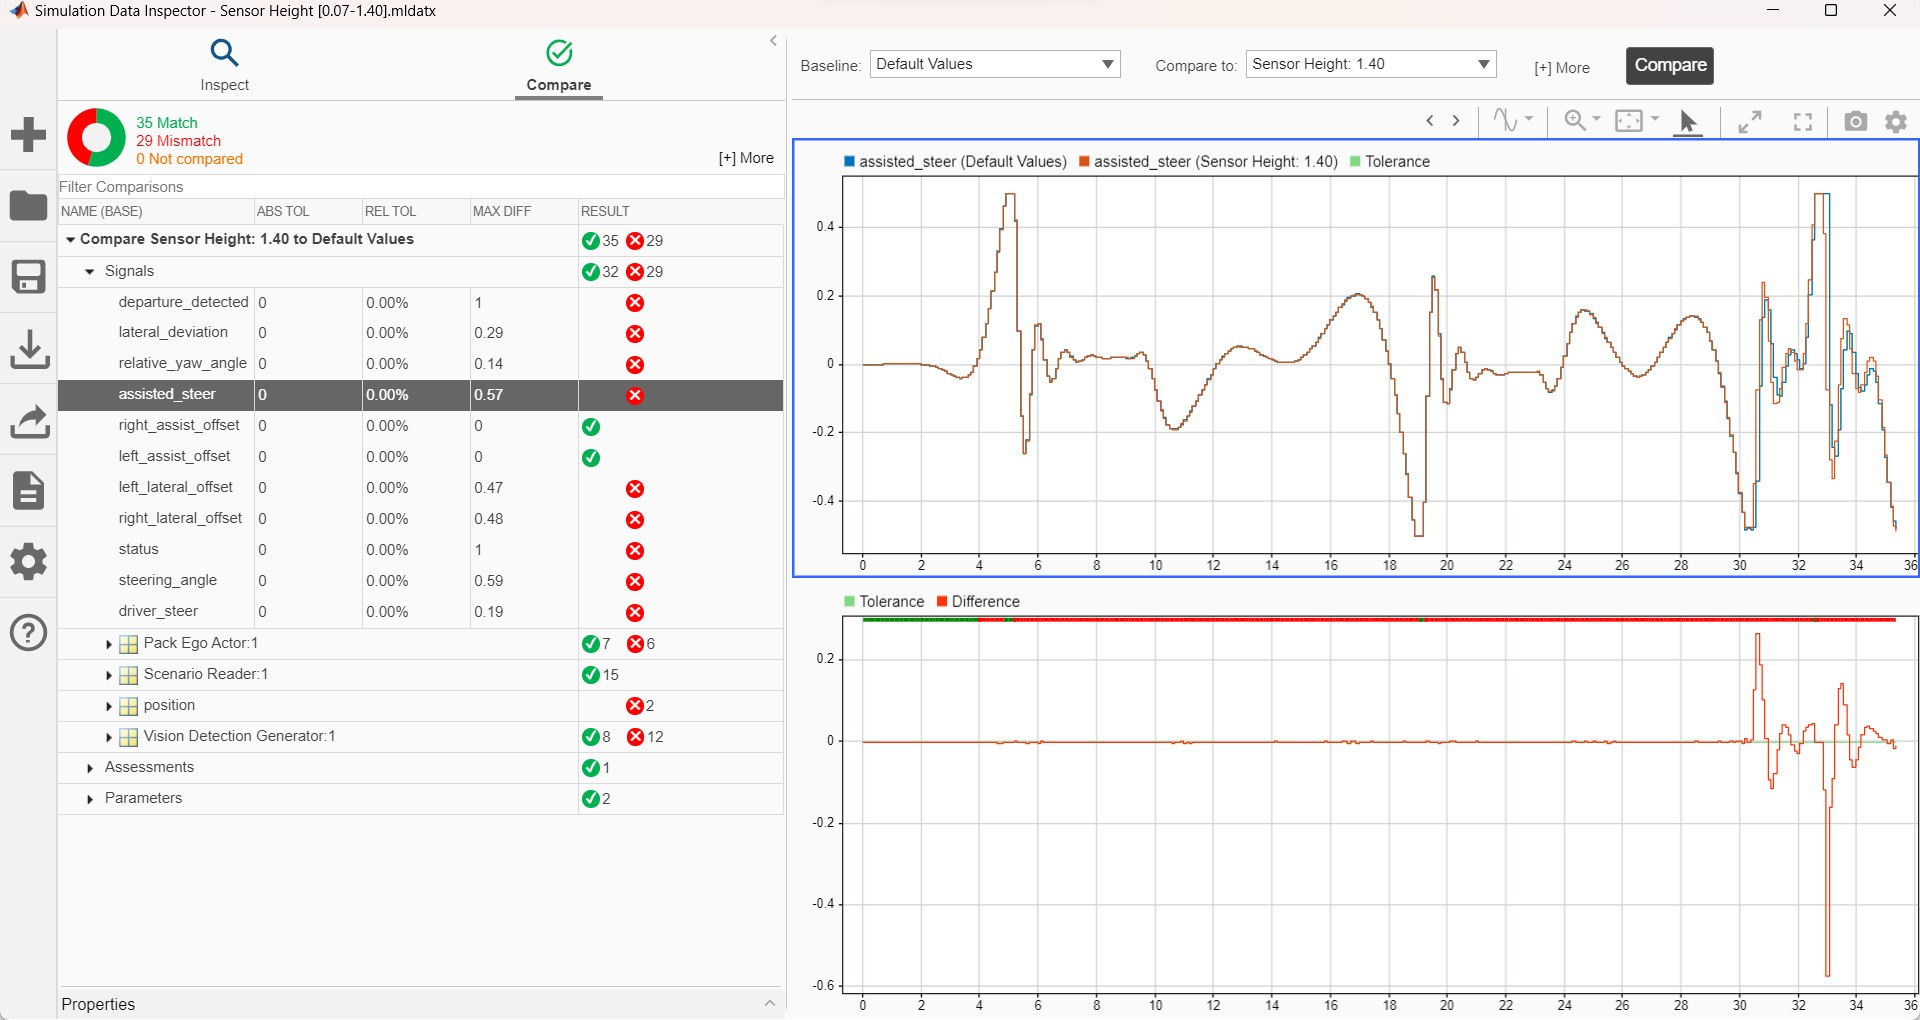 Simulation Data Inspector - Sensor Height [0.07-1.40].mldatx
Inspect
Compare
35 Match
29 Mismatch
0 Not compared
[+] More
Filter Comparisons
NAME (BASE) ABS TOL REL TOL MAX DIFF RESULT
Compare Sensor Height: 1.40 to Default Values 35 29
Signals 32 29
departure_detected 0 0.00% 1
lateral_deviation 0 0.00% 0.29
relative_yaw_angle 0 0.00% 0.14
assisted_steer 0 0.00% 0.57
right_assist_offset 0 0.00% 0
left_assist_offset 0 0.00% 0
left_lateral_offset 0 0.00% 0.47
right_lateral_offset 0 0.00% 0.48
status 0 0.00% 1
steering_angle 0 0.00% 0.59
driver_steer 0 0.00% 0.19
Pack Ego Actor:1 7 6
Scenario Reader:1 15
position 2
Vision Detection Generator:1 8 12
Assessments 1
Parameters 2
Properties
Baseline: Default Values Compare to: Sensor Height: 1.40 [+] More Compare
assisted_steer (Default Values) assisted_steer (Sensor Height: 1.40) Tolerance
0.4
0.2
0
-0.2
-0.4
0 2 4 6 8 10 12 14 16 18 20 22 24 26 28 30 32 34 36
Tolerance Difference
0.2
0
-0.2
-0.4
-0.6
0 2 4 6 8 10 12 14 16 18 20 22 24 26 28 30 32 34 36